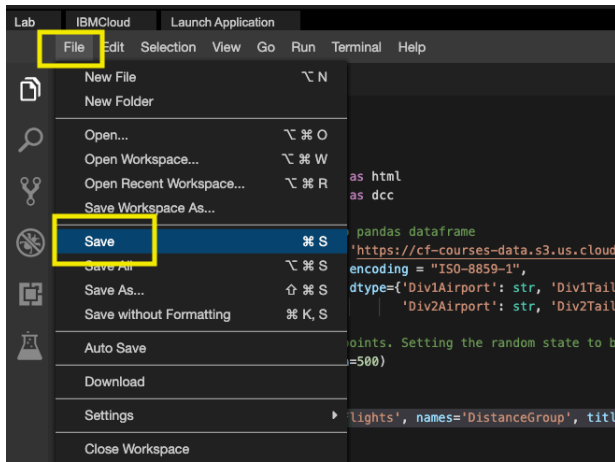 Lab IBMCloud Launch Application
File Edit Selection View Go Run Terminal Help
New File ⌥ N
New Folder
Open... ⌥ ⌘ O
Open Workspace... ⌥ ⌘ W
Open Recent Workspace... ⌥ ⌘ R
as html
as dcc
Save Workspace As...
pandas dataframe
Save ⌘ S
'https://cf-courses-data.s3.us.cloud
Save All ⌥ ⌘ S
encoding = "ISO-8859-1",
Save As... ⇧ ⌘ S
dtype={'Div1Airport': str, 'Div1Tail
Save without Formatting ⌘ K, S
'Div2Airport': str, 'Div2Tail
Auto Save
points. Setting the random state to b
=500)
Download
Settings
flights', names='DistanceGroup', titl
Close Workspace